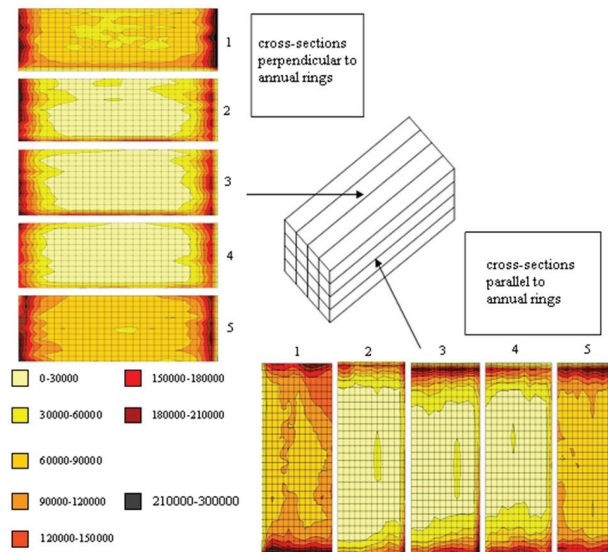 1
cross-sections
perpendicular to
annual rings
2
3
4
5
cross-sections
parallel to
annual rings
1 2 3 4 5
0-30000
150000-180000
30000-60000
180000-210000
60000-90000
90000-120000
210000-300000
120000-150000